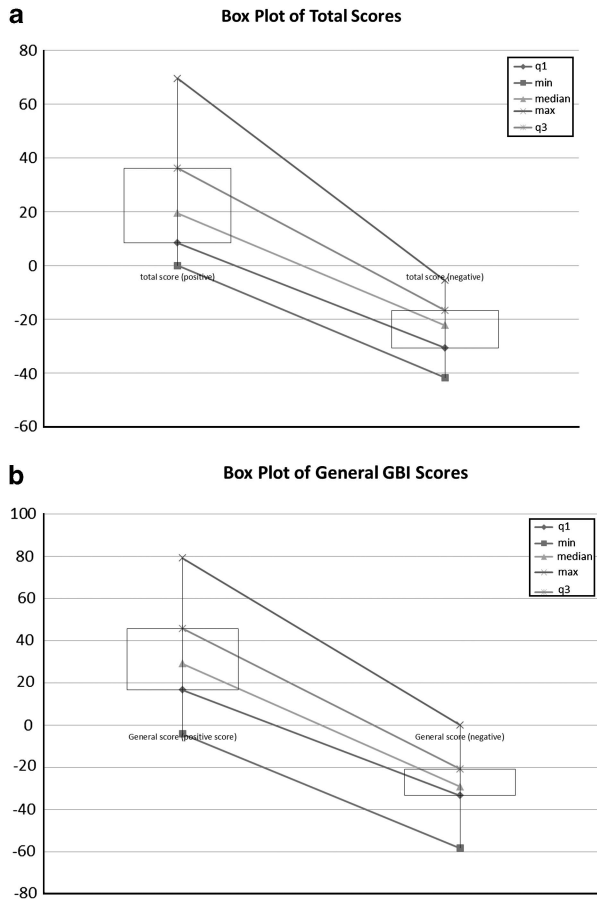 a
Box Plot of Total Scores
80
60
40
20
0
-20
-40
-60
q1
min
median
max
q3
total score (positive)
total score (negative)
b
Box Plot of General GBI Scores
100
80
60
40
20
0
-20
-40
-60
-80
q1
min
median
max
q3
General score (positive score)
General score (negative)